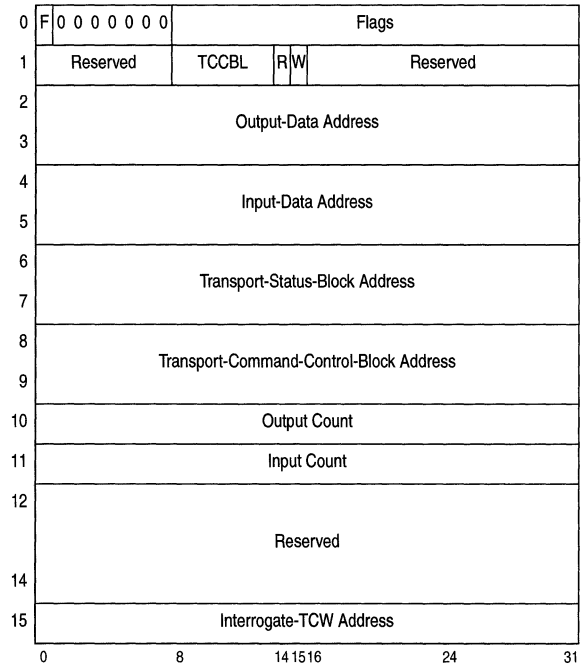 0 F 0 0 0 0 0 0 0 Flags
1 Reserved TCCBL R W Reserved
2
Output-Data Address
3
4
Input-Data Address
5
6
Transport-Status-Block Address
7
8
Transport-Command-Control-Block Address
9
10 Output Count
11 Input Count
12
Reserved
14
15 Interrogate-TCW Address
0 8 14 15 16 24 31